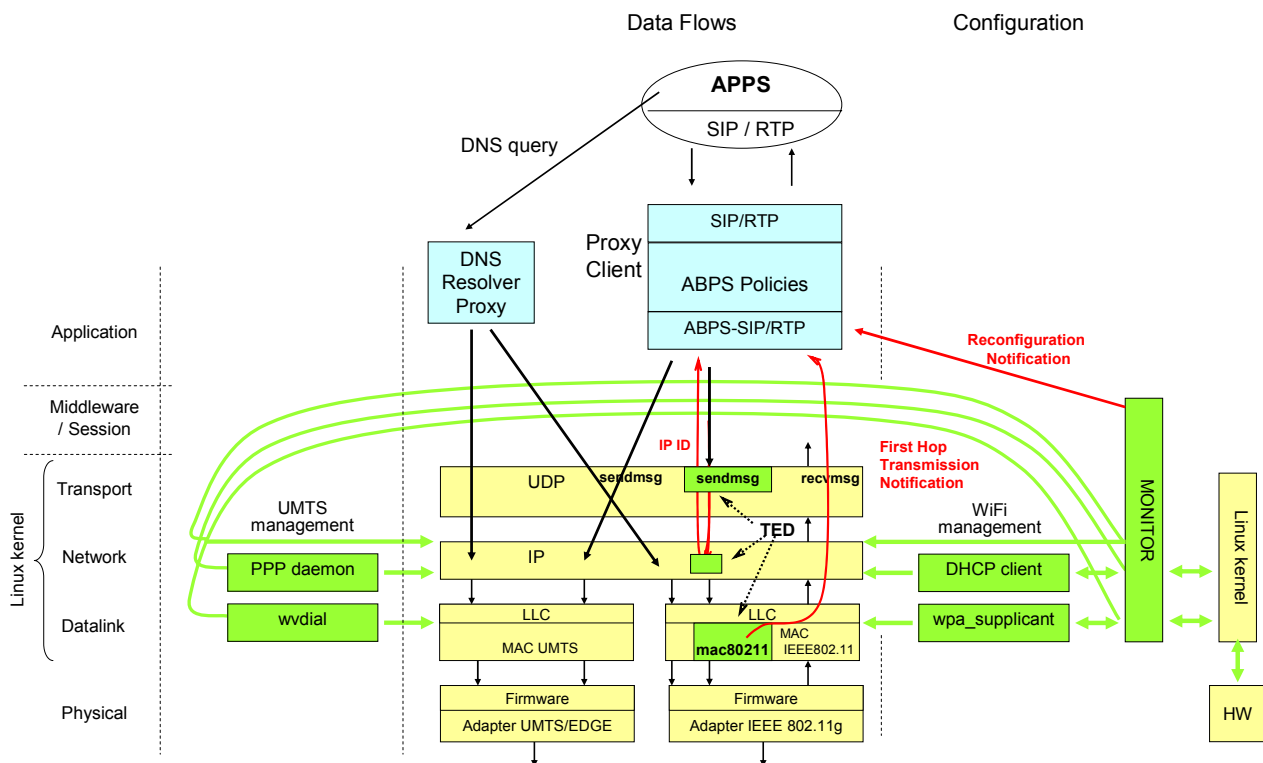 Data Flows
Configuration
APPS
SIP / RTP
DNS query
DNS
Resolver
Proxy
Proxy
Client
SIP/RTP
ABPS Policies
ABPS-SIP/RTP
Application
Middleware
/ Session
Transport
Network
Datalink
Physical
Linux kernel
Reconfiguration
Notification
First Hop
Transmission
Notification
IP ID
UDP
sendmsg
sendmsg
recvmsg
TED
UMTS
management
WiFi
management
IP
PPP daemon
wvdial
DHCP client
wpa_supplicant
MONITOR
Linux kernel
HW
LLC
MAC UMTS
LLC
mac80211
MAC
IEEE802.11
Firmware
Adapter UMTS/EDGE
Firmware
Adapter IEEE 802.11g